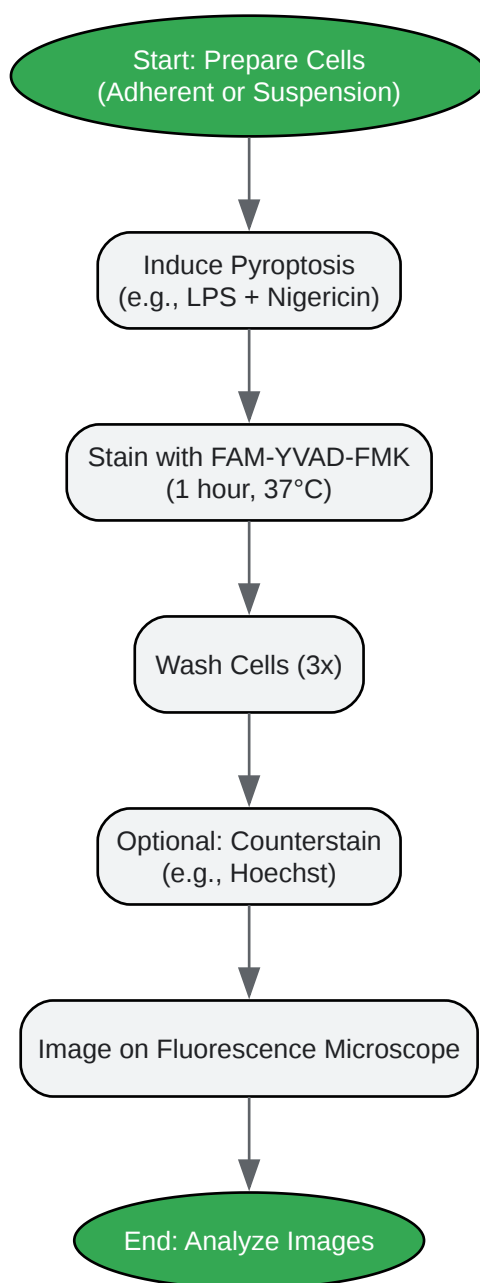 Start: Prepare Cells
(Adherent or Suspension)
Induce Pyroptosis
(e.g., LPS + Nigericin)
Stain with FAM-YVAD-FMK
(1 hour, 37°C)
Wash Cells (3x)
Optional: Counterstain
(e.g., Hoechst)
Image on Fluorescence Microscope
End: Analyze Images